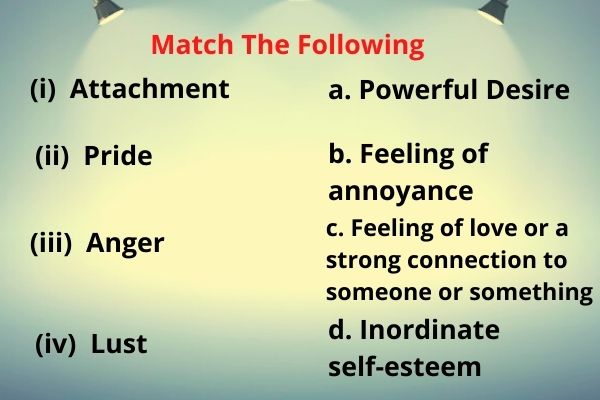 Match The Following
(i) Attachment
a. Powerful Desire
(ii) Pride
b. Feeling of
annoyance
(iii) Anger
c. Feeling of love or a
strong connection to
someone or something
(iv) Lust
d. Inordinate
self-esteem